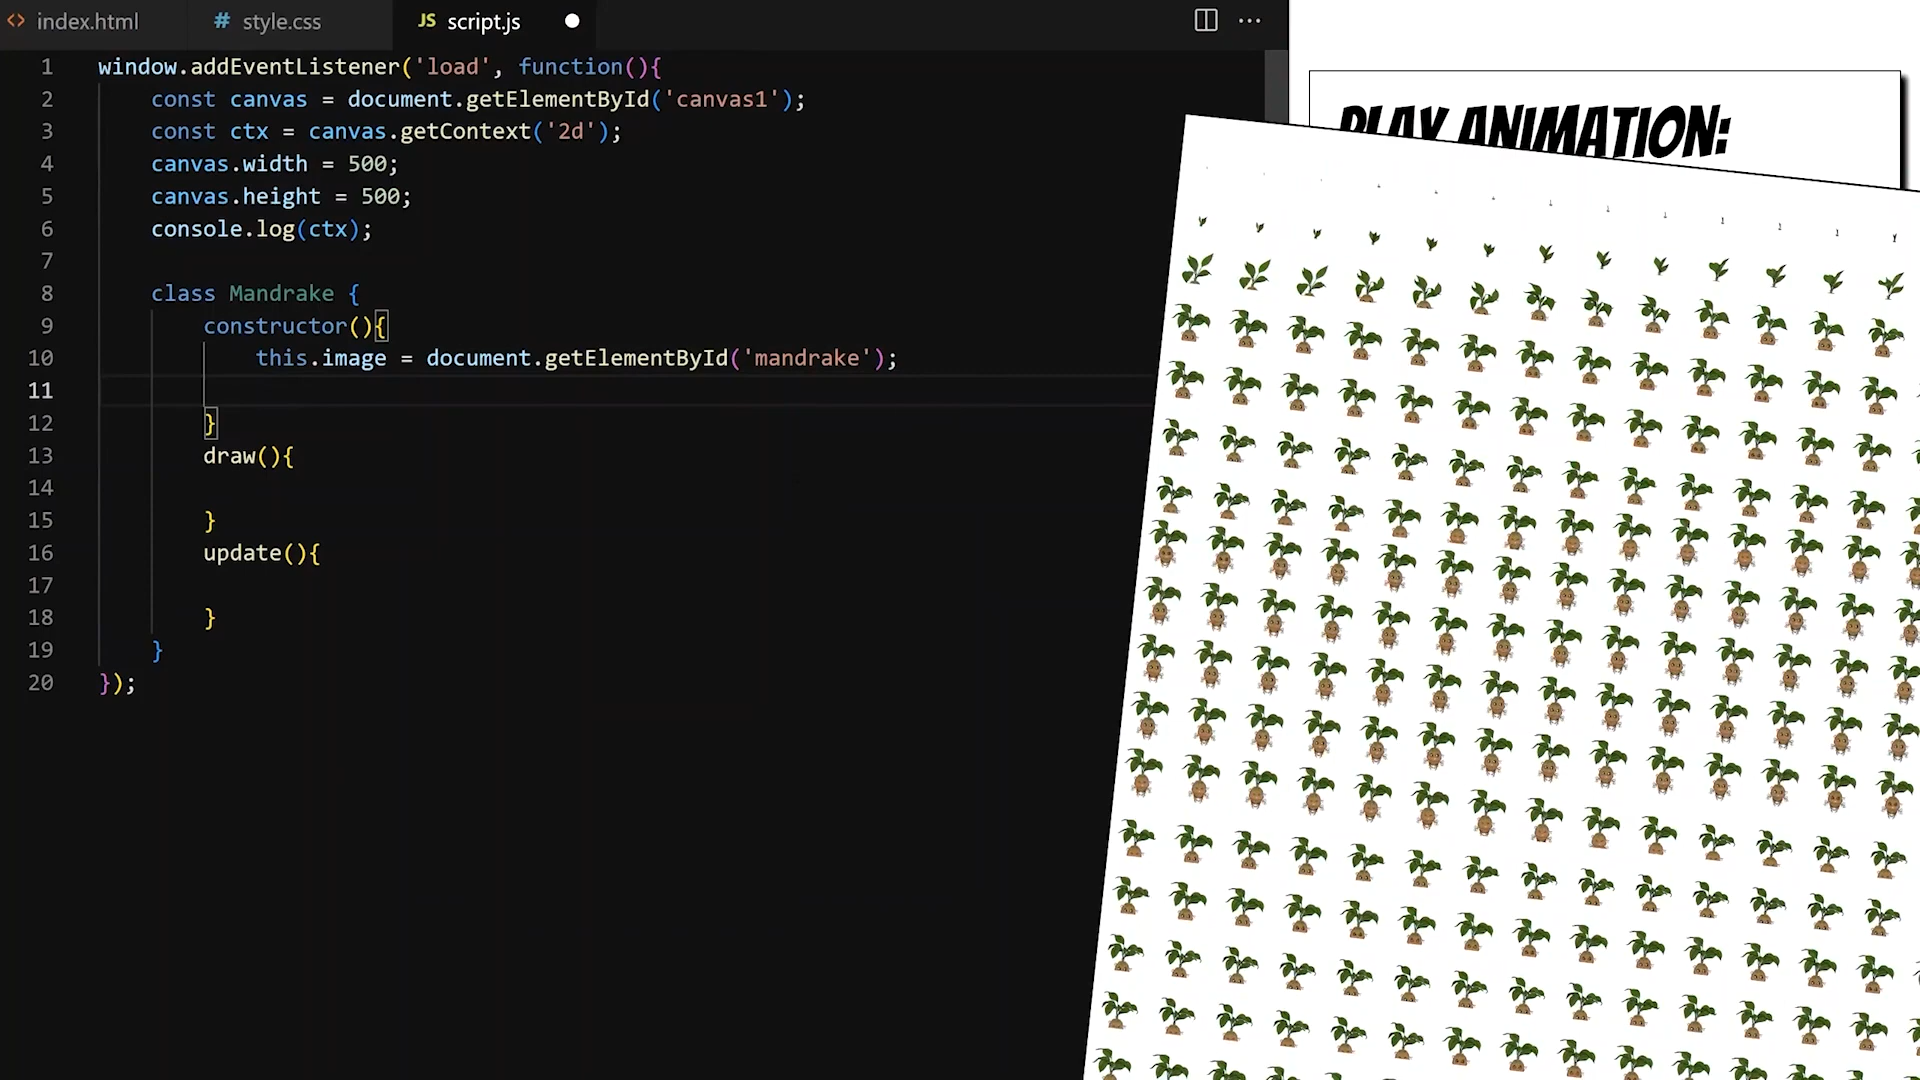 index.html
# style.css
JS script.js
1 window.addEventListener('load', function(){
2 const canvas = document.getElementById('canvas1');
3 const ctx = canvas.getContext('2d');
4 canvas.width = 500;
5 canvas.height = 500;
6 console.log(ctx);
7
8 class Mandrake {
9 constructor(){
10 this.image = document.getElementById('mandrake');
11
12 }
13 draw(){
14
15 }
16 update(){
17
18 }
19 }
20 });
PLAY ANIMATION: